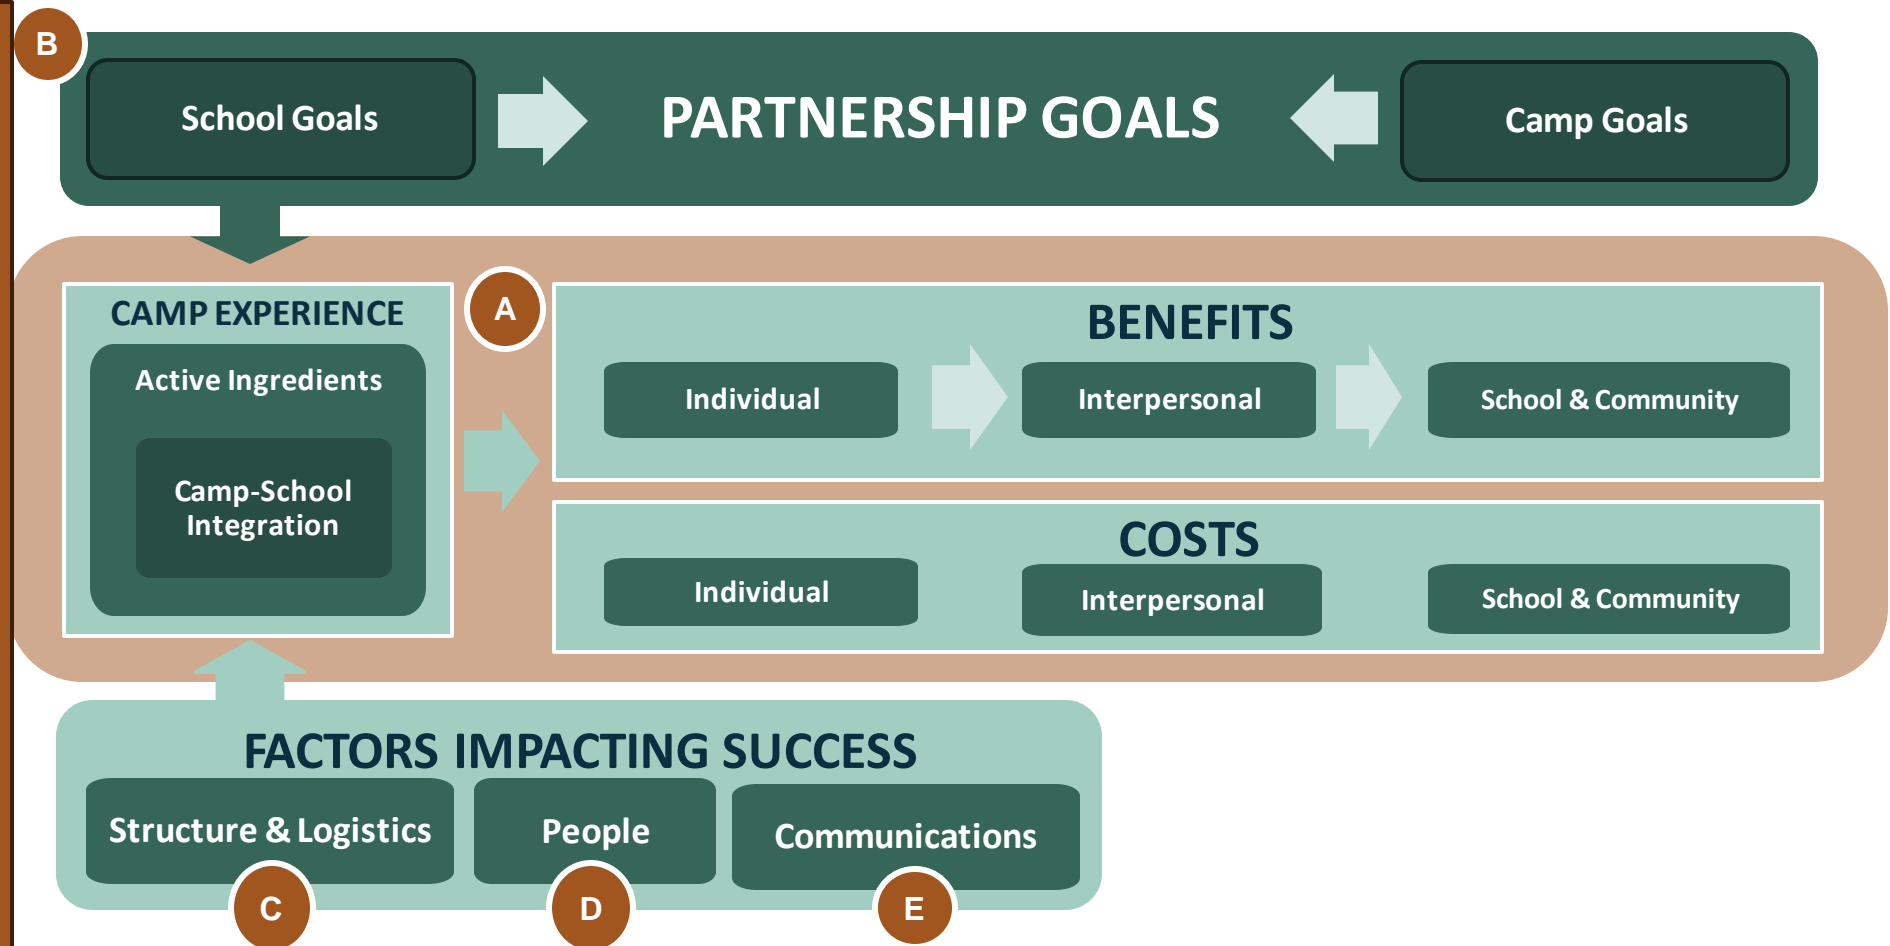 B
School Goals
PARTNERSHIP GOALS
Camp Goals
CAMP EXPERIENCE
Active Ingredients
Camp-School
Integration
A
BENEFITS
Individual
Interpersonal
School & Community
COSTS
Individual
Interpersonal
School & Community
FACTORS IMPACTING SUCCESS
Structure & Logistics
People
Communications
C
D
E